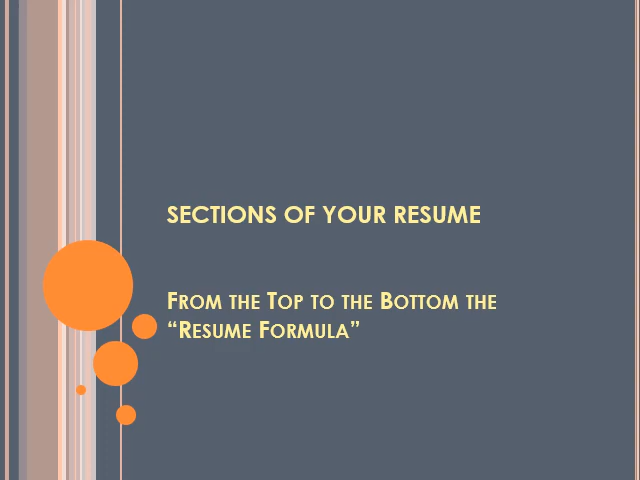 SECTIONS OF YOUR RESUME
FROM THE TOP TO THE BOTTOM THE
“RESUME FORMULA”